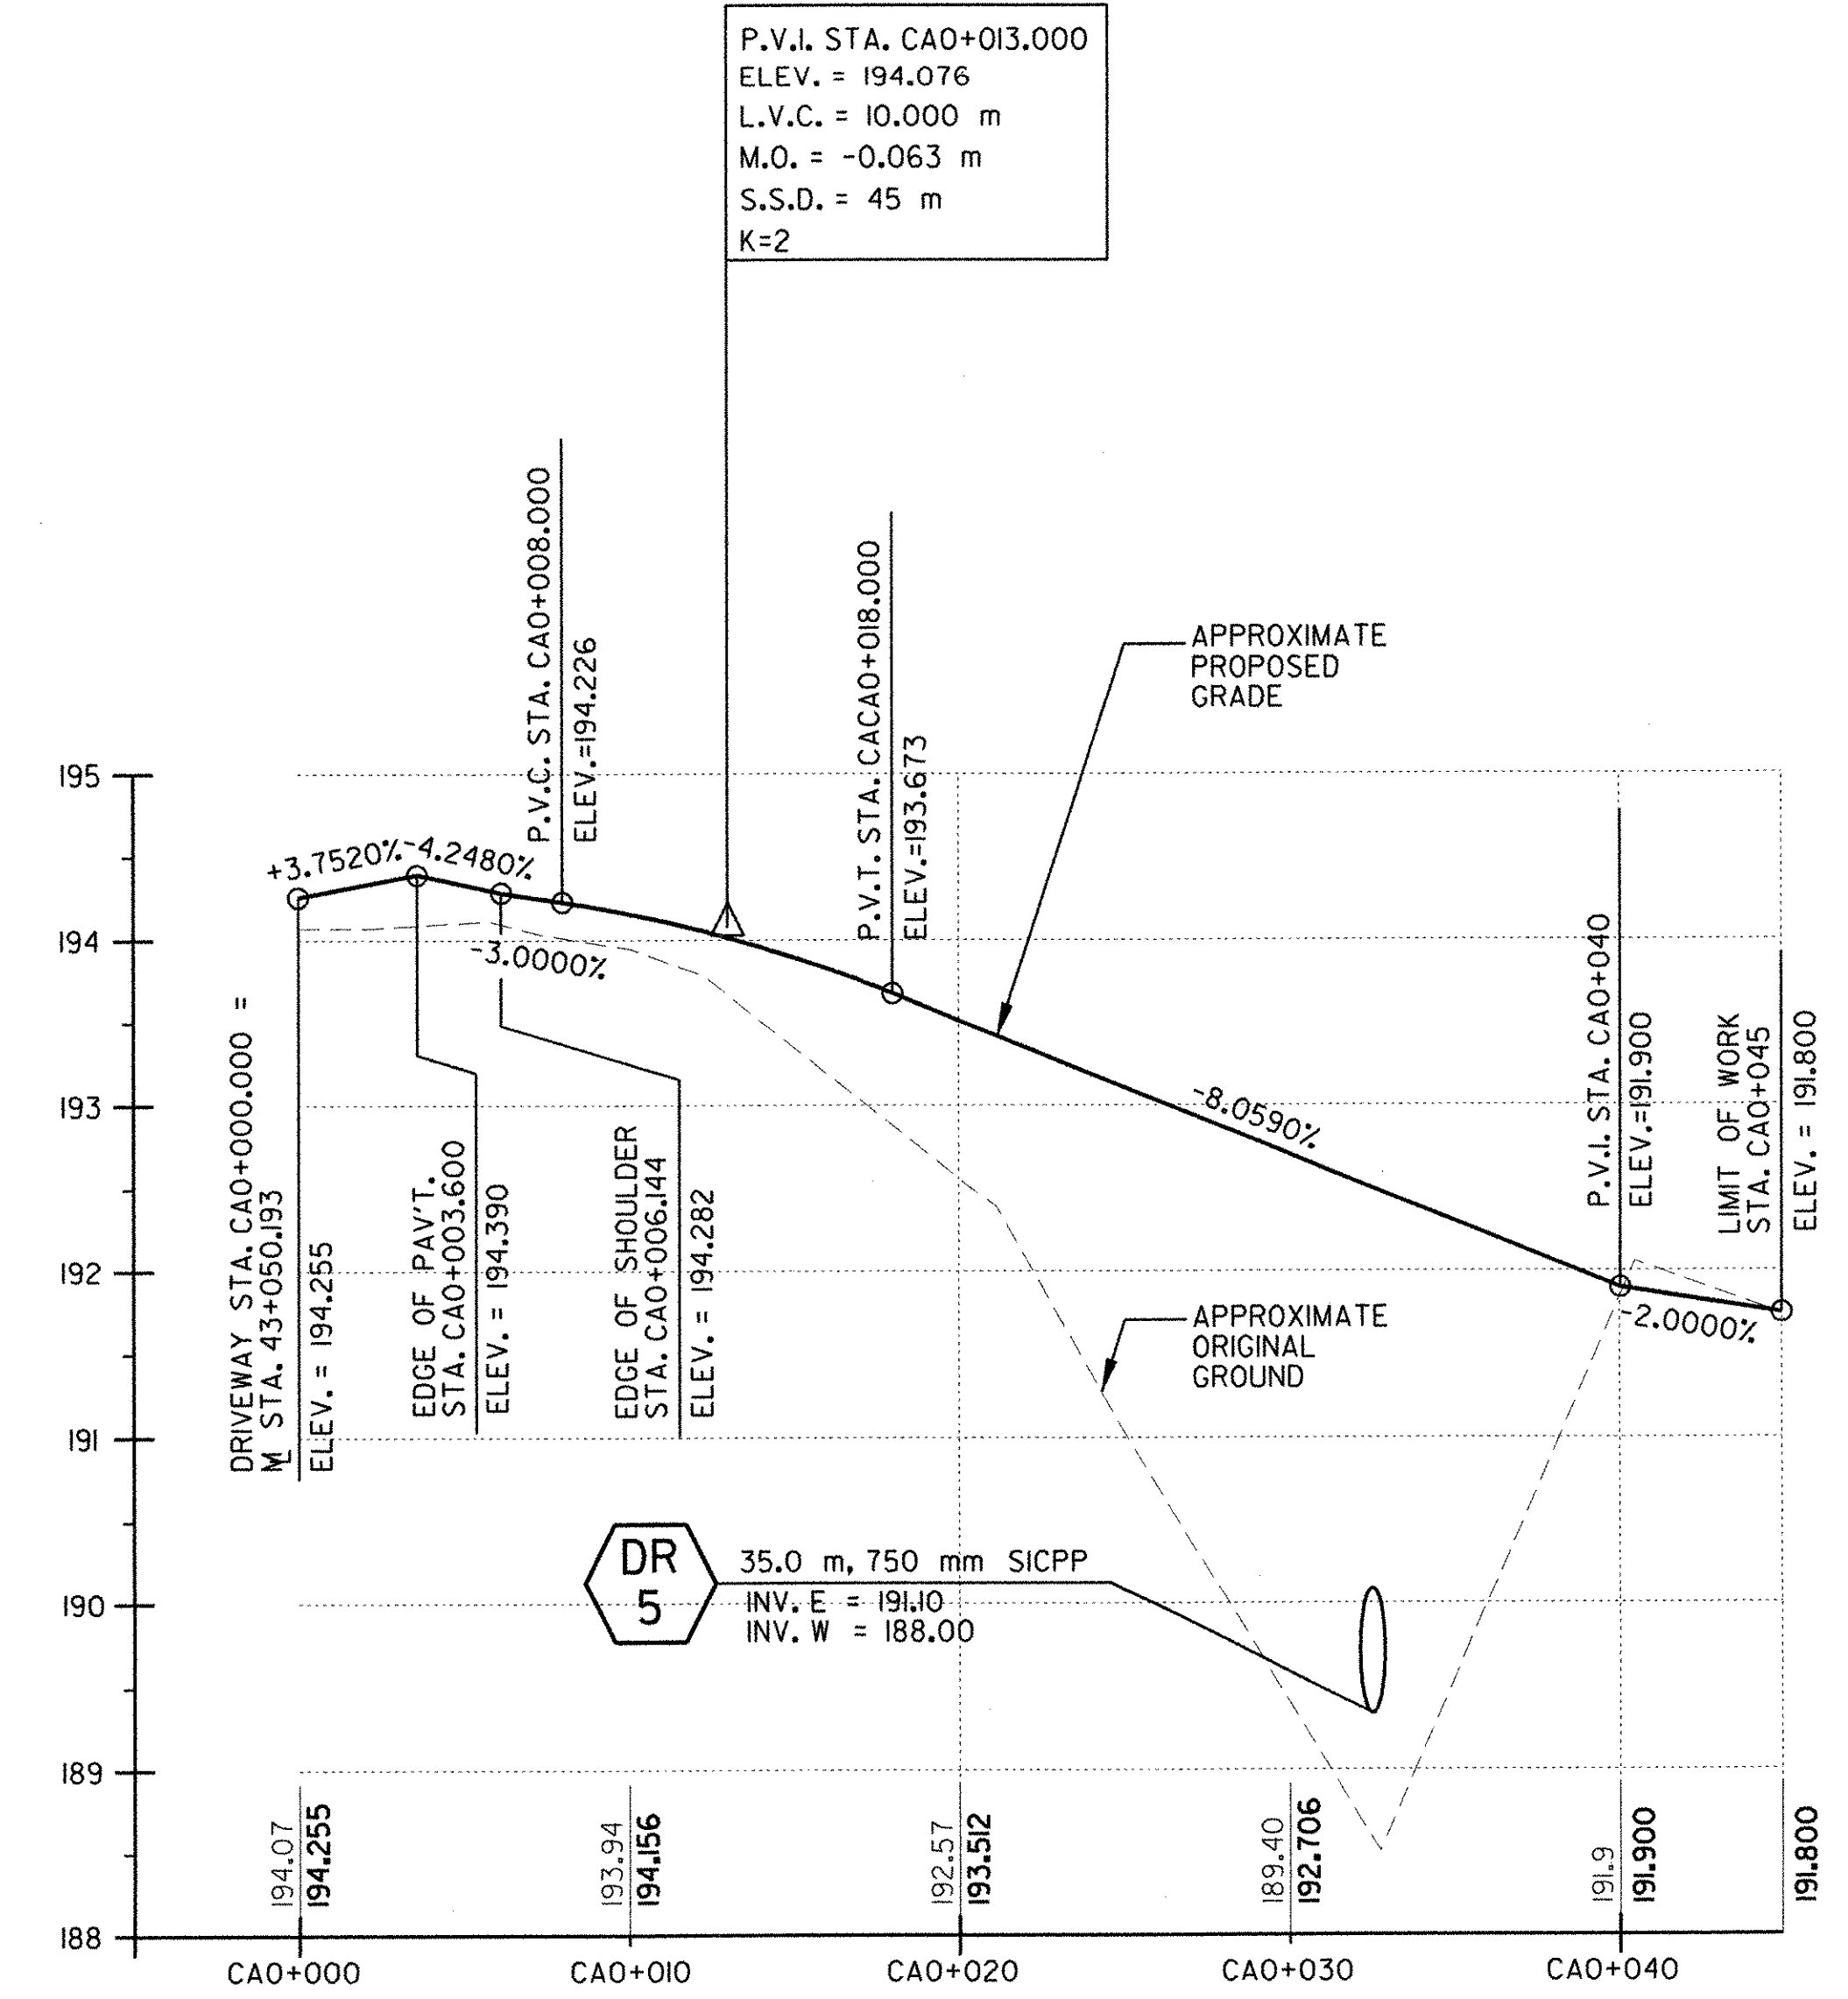 P.V.I. STA. CA0+013.000
ELEV. = 194.076
L.V.C. = 10.000 m
M.O. = -0.063 m
S.S.D. = 45 m
K=2
P.V.C. STA. CA0+008.000
ELEV.=194.226
P.V.T. STA. CACA0+018.000
ELEV.=193.673
APPROXIMATE
PROPOSED
GRADE
195
194
193
192
191
190
189
188
+3.7520%
-4.2480%
-3.0000%
-8.0590%
-2.0000%
DRIVEWAY STA. CA0+000.000 =
M STA. 43+050.193
ELEV. = 194.255
EDGE OF PAV'T.
STA. CA0+003.600
ELEV. = 194.390
EDGE OF SHOULDER
STA. CA0+006.144
ELEV. = 194.282
P.V.I. STA. CA0+040
ELEV.=191.900
LIMIT OF WORK
STA. CA0+045
ELEV. = 191.800
APPROXIMATE
ORIGINAL
GROUND
DR
5
35.0 m, 750 mm SICPP
INV. E = 191.10
INV. W = 188.00
194.07
194.255
193.94
194.156
192.57
193.512
189.40
192.706
191.9
191.900
191.800
CA0+000
CA0+010
CA0+020
CA0+030
CA0+040